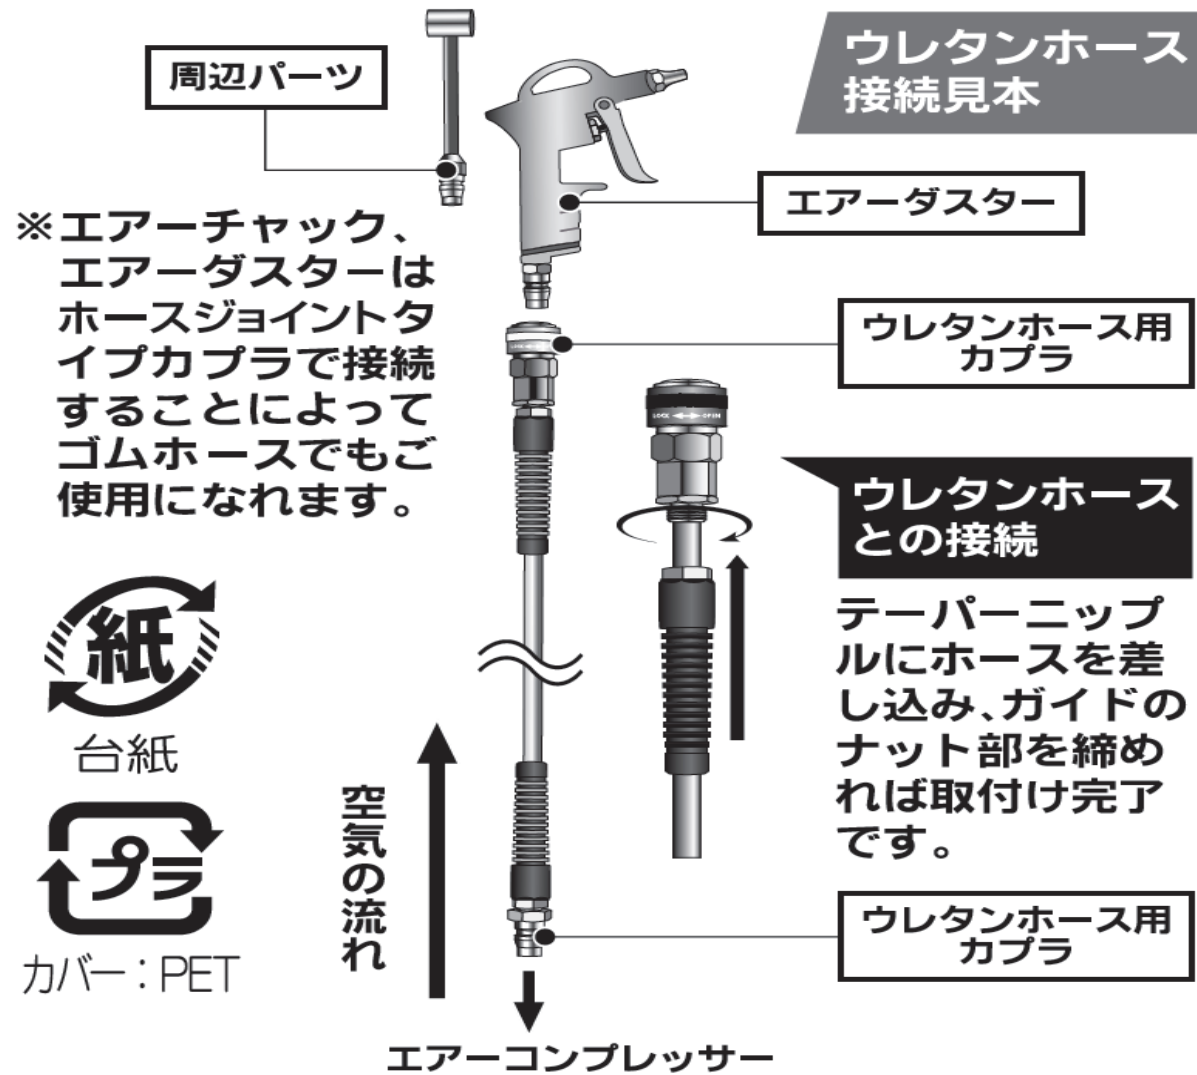 ウレタンホース
接続見本
周辺パーツ
エアーダスター
※エアーチャック、
エアーダスターは
ホースジョイントタ
イプカプラで接続
することによって
ゴムホースでもご
使用になれます。
ウレタンホース用
カプラ
LOCK OPEN
ウレタンホース
との接続
テーパーニップ
ルにホースを差
し込み、ガイドの
ナット部を締め
れば取付け完了
です。
紙
台紙
プラ
カバー：PET
空気の流れ
ウレタンホース用
カプラ
エアーコンプレッサー